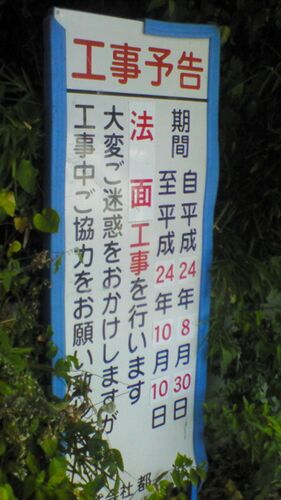 工事予告
期間 自平成24年8月30日
至平成24年10月10日
法面工事を行います
大変ご迷惑をおかけしますが
工事中ご協力をお願い
会社都